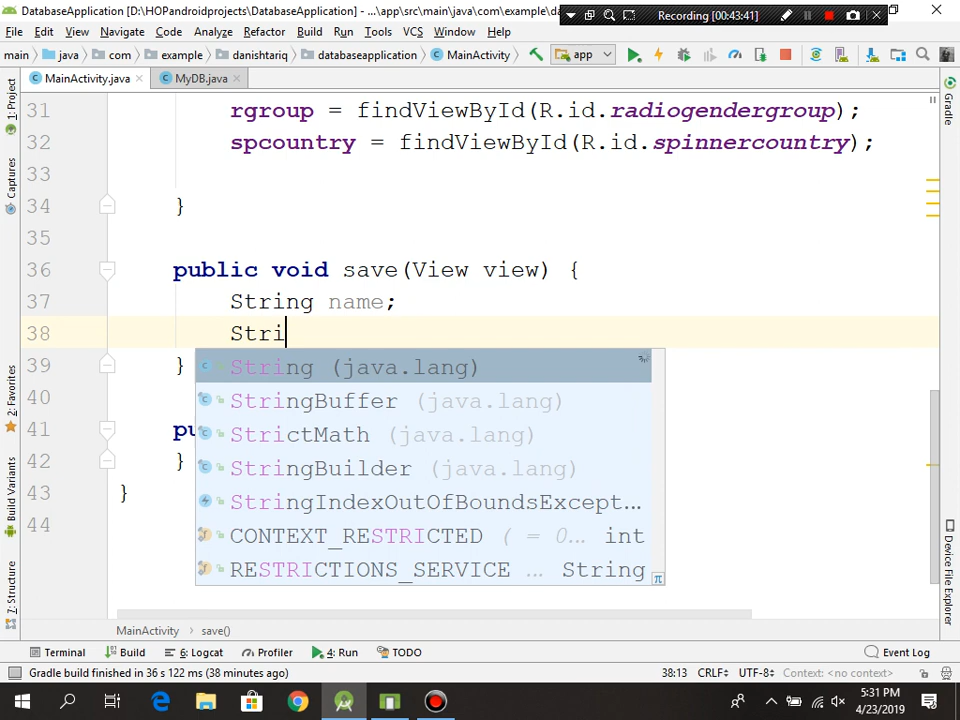 DatabaseApplication [D:\HOPandroidprojects\DatabaseApplication] - ...\app\src\main\java\com\example\da
Recording [00:43:41]
File Edit View Navigate Code Analyze Refactor Build Run Tools VCS Window Help
main java com example danishtariq databaseapplication MainActivity app
MainActivity.java MyDB.java
1: Project
Captures
2: Favorites
Build Variants
7: Structure
Gradle
Device File Explorer
31 rgroup = findViewById(R.id.radiogendergroup);
32 spcountry = findViewById(R.id.spinnercountry);
33
34 }
35
36 public void save(View view) {
37 String name;
38 Stri
39 }
40
41 pu
42 }
43 }
44
String (java.lang)
StringBuffer (java.lang)
StrictMath (java.lang)
StringBuilder (java.lang)
StringIndexOutOfBoundsExcept...
CONTEXT_RESTRICTED ( = 0... int
RESTRICTIONS_SERVICE ... String
π
MainActivity save()
Terminal Build 6: Logcat Profiler 4: Run TODO Event Log
Gradle build finished in 36 s 122 ms (38 minutes ago) 38:13 CRLF UTF-8 Context: <no context>
5:31 PM
4/23/2019